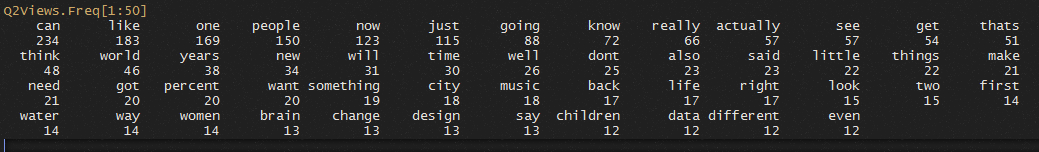 Q2Views.Freq[1:50]
can like one people now just going know really actually see get thats
234 183 169 150 123 115 88 72 66 57 57 54 51
think world years new will time well dont also said little things make
48 46 38 34 31 30 26 25 23 23 22 22 21
need got percent want something city music back life right look two first
21 20 20 20 19 18 18 17 17 17 15 15 14
water way women brain change design say children data different even
14 14 14 13 13 13 13 12 12 12 12